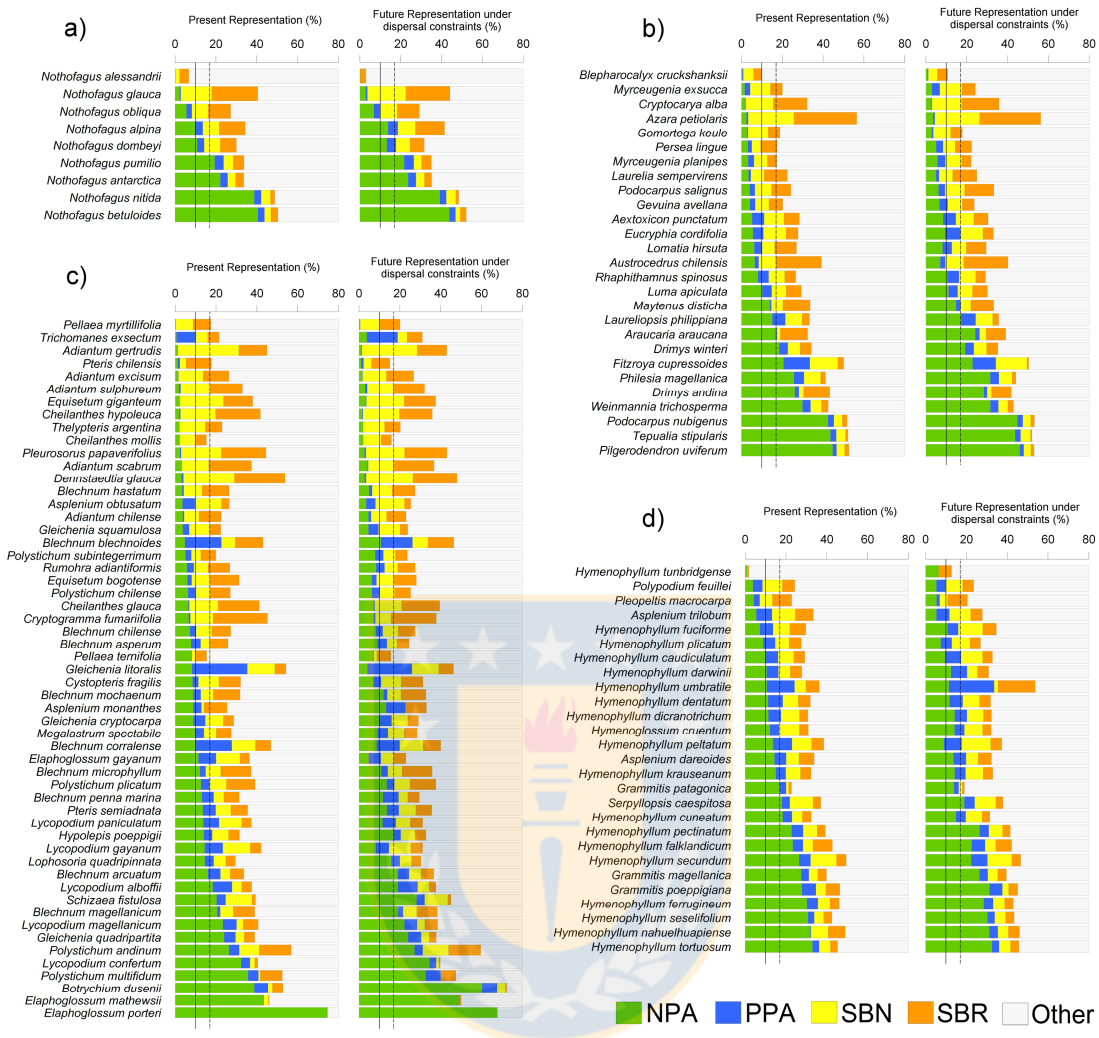 a)
Present Representation (%)
Future Representation under
dispersal constraints (%)
0 20 40 60 80
0 20 40 60 80
Nothofagus alessandrii
Nothofagus glauca
Nothofagus obliqua
Nothofagus alpina
Nothofagus dombeyi
Nothofagus pumilio
Nothofagus antarctica
Nothofagus nitida
Nothofagus betuloides
b)
Present Representation (%)
Future Representation under
dispersal constraints (%)
0 20 40 60 80
0 20 40 60 80
Blepharocalyx cruckshanksii
Myrceugenia exsucca
Cryptocarya alba
Azara petiolaris
Gomortega keule
Persea lingue
Myrceugenia planipes
Laurelia sempervirens
Podocarpus salignus
Gevuina avellana
Aextoxicon punctatum
Eucryphia cordifolia
Lomatia hirsuta
Austrocedrus chilensis
Rhaphithamnus spinosus
Luma apiculata
Maytenus disticha
Laureliopsis philippiana
Araucaria araucana
Drimys winteri
Fitzroya cupressoides
Philesia magellanica
Drimys andina
Weinmannia trichosperma
Podocarpus nubigenus
Tepualia stipularis
Pilgerodendron uviferum
c)
Present Representation (%)
Future Representation under
dispersal constraints (%)
0 20 40 60 80
0 20 40 60 80
Pellaea myrtillifolia
Trichomanes exsectum
Adiantum gertrudis
Pteris chilensis
Adiantum excisum
Adiantum sulphureum
Equisetum giganteum
Cheilanthes hypoleuca
Thelypteris argentina
Cheilanthes mollis
Pleurosorus papaverifolius
Adiantum scabrum
Dennstaedtia glauca
Blechnum hastatum
Asplenium obtusatum
Adiantum chilense
Gleichenia squamulosa
Blechnum blechnoides
Polystichum subintegerrimum
Rumohra adiantiformis
Equisetum bogotense
Polystichum chilense
Cheilanthes glauca
Cryptogramma fumariifolia
Blechnum chilense
Blechnum asperum
Pellaea ternifolia
Gleichenia litoralis
Cystopteris fragilis
Blechnum mochaenum
Asplenium monanthes
Gleichenia cryptocarpa
Megalastrum spectabile
Blechnum corralense
Elaphoglossum gayanum
Blechnum microphyllum
Polystichum plicatum
Blechnum penna marina
Pteris semiadnata
Lycopodium paniculatum
Hypolepis poeppigii
Lycopodium gayanum
Lophosoria quadripinnata
Blechnum arcuatum
Lycopodium alboffii
Schizaea fistulosa
Blechnum magellanicum
Lycopodium magellanicum
Gleichenia quadripartita
Polystichum andinum
Lycopodium confertum
Polystichum multifidum
Botrychium dusenii
Elaphoglossum mathewsii
Elaphoglossum porteri
d)
Present Representation (%)
Future Representation under
dispersal constraints (%)
0 20 40 60 80
0 20 40 60 80
Hymenophyllum tunbridgense
Polypodium feuillei
Pleopeltis macrocarpa
Asplenium trilobum
Hymenophyllum fuciforme
Hymenophyllum plicatum
Hymenophyllum caudiculatum
Hymenophyllum darwinii
Hymenophyllum umbratile
Hymenophyllum dentatum
Hymenophyllum dicranotrichum
Hymenoglossum cruentum
Hymenophyllum peltatum
Asplenium dareoides
Hymenophyllum krauseanum
Grammitis patagonica
Serpyllopsis caespitosa
Hymenophyllum cuneatum
Hymenophyllum pectinatum
Hymenophyllum falklandicum
Hymenophyllum secundum
Grammitis magellanica
Grammitis poeppigiana
Hymenophyllum ferrugineum
Hymenophyllum seselifolium
Hymenophyllum nahuelhuapiense
Hymenophyllum tortuosum
NPA PPA SBN SBR Other